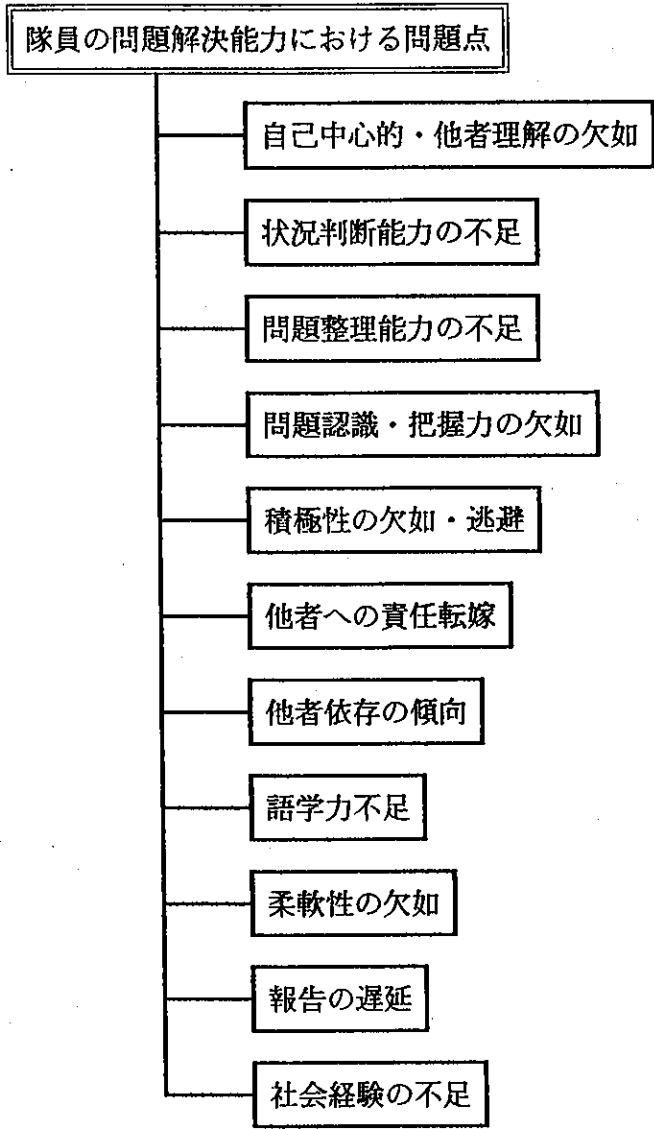 隊員の問題解決能力における問題点
自己中心的・他者理解の欠如
状況判断能力の不足
問題整理能力の不足
問題認識・把握力の欠如
積極性の欠如・逃避
他者への責任転嫁
他者依存の傾向
語学力不足
柔軟性の欠如
報告の遅延
社会経験の不足